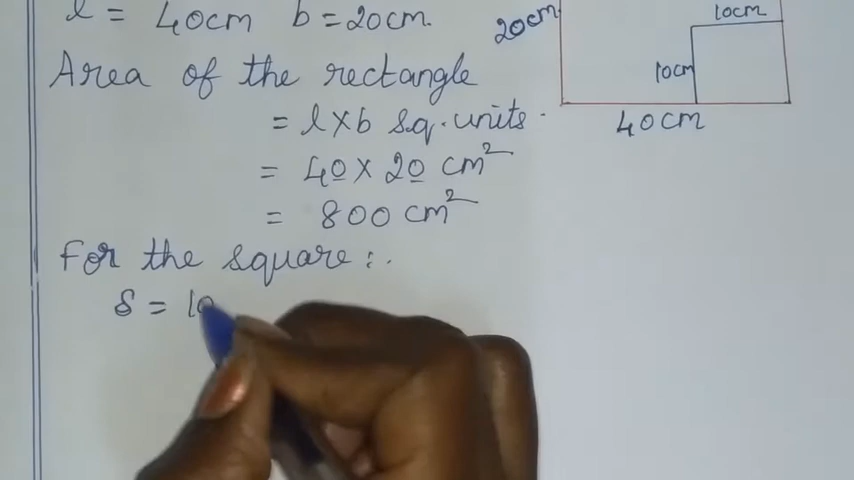 l = 40cm b = 20cm.
Area of the rectangle
= l x b sq. units.
= 40 x 20 cm²
= 800 cm²
For the square :.
s = 10
20cm
10cm
10cm
40cm